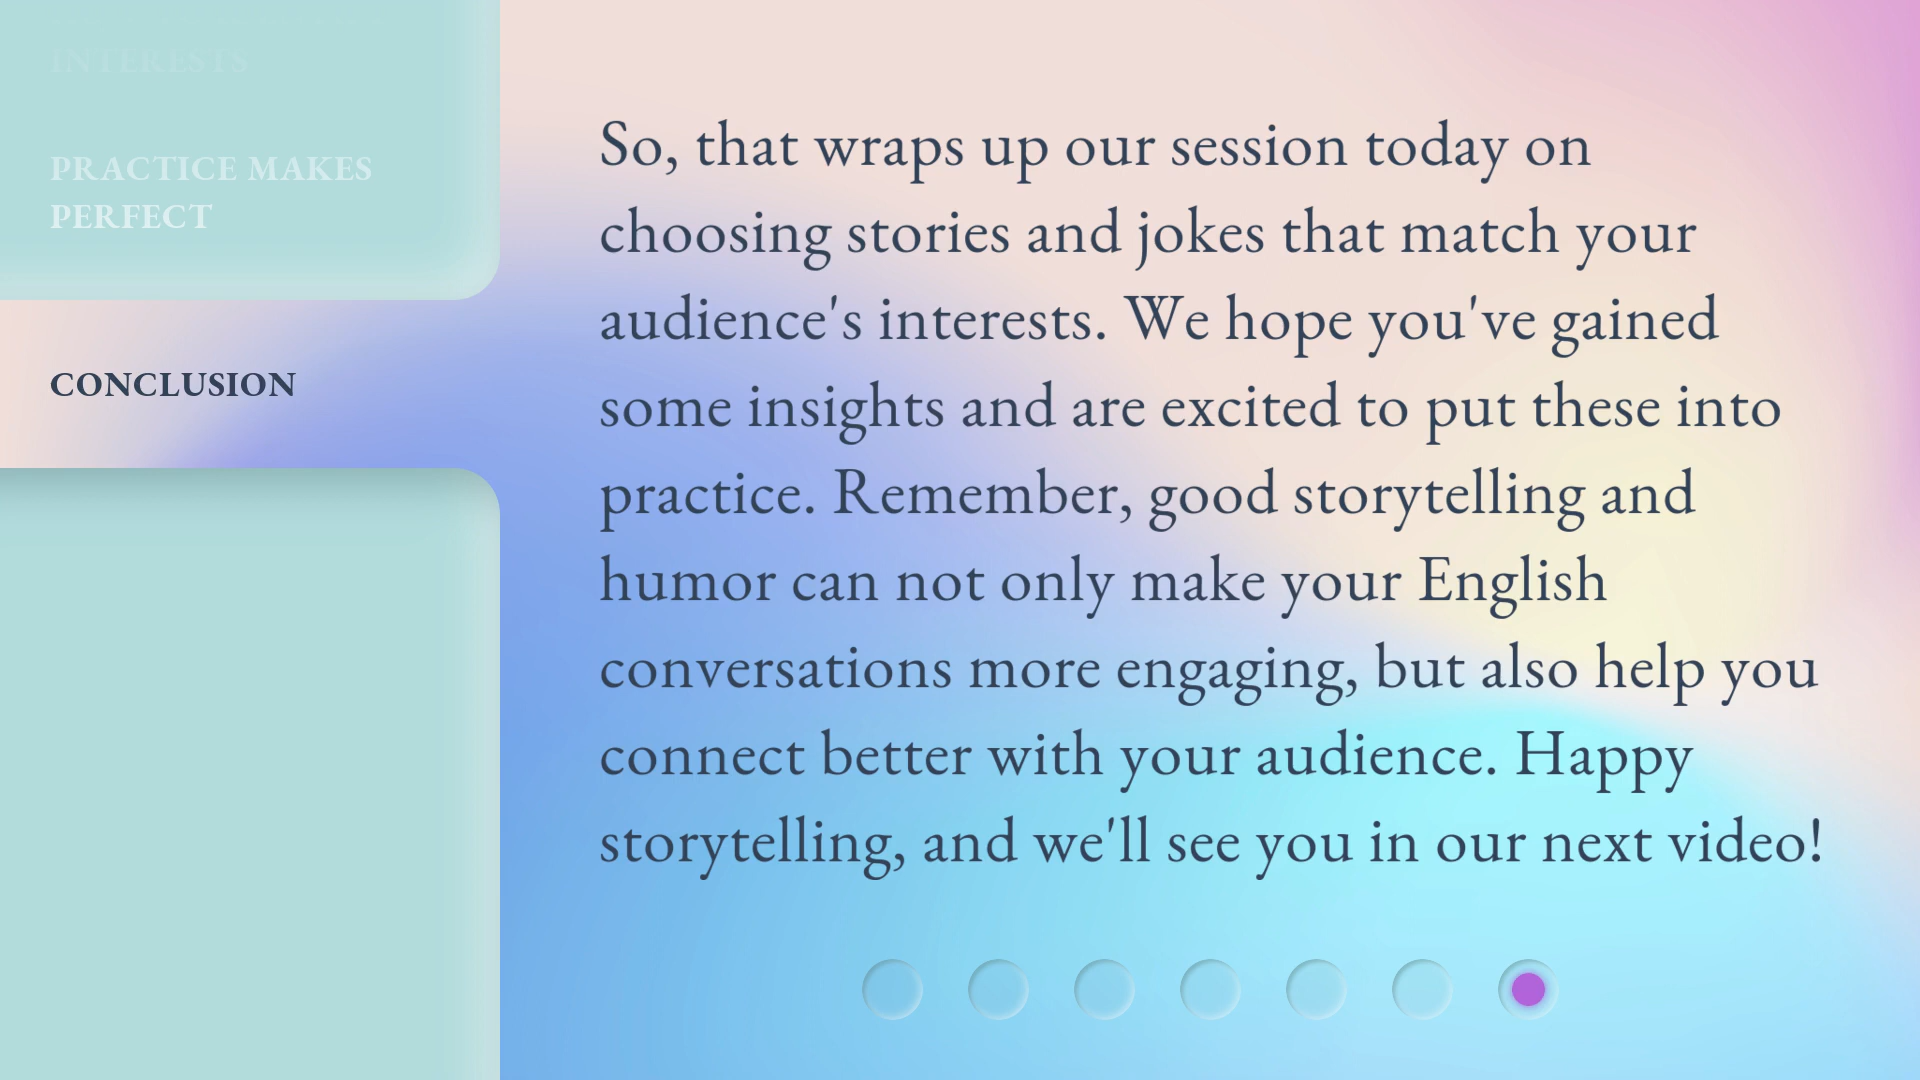 INTERESTS
PRACTICE MAKES
PERFECT
CONCLUSION
So, that wraps up our session today on
choosing stories and jokes that match your
audience's interests. We hope you've gained
some insights and are excited to put these into
practice. Remember, good storytelling and
humor can not only make your English
conversations more engaging, but also help you
connect better with your audience. Happy
storytelling, and we'll see you in our next video!